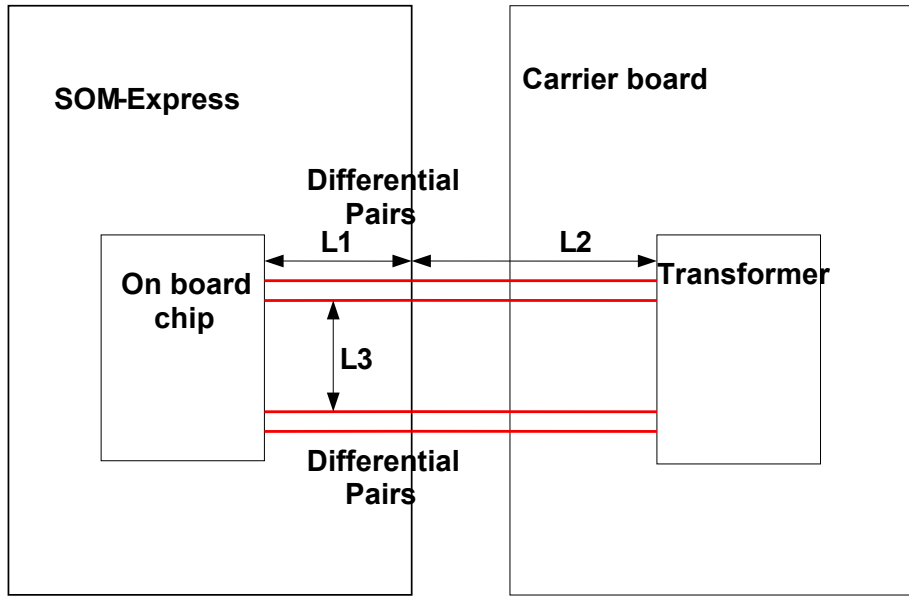 SOM-Express
Carrier board
Differential
Pairs
L1
L2
On board
chip
Transformer
L3
Differential
Pairs